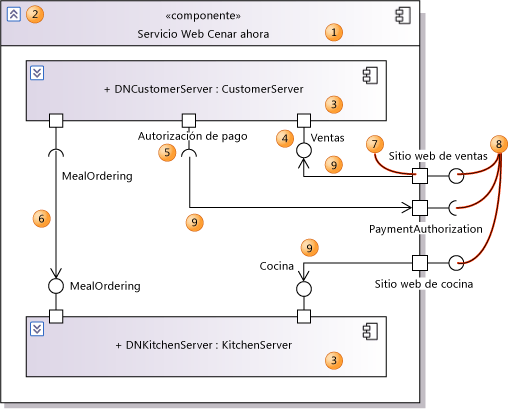 2
«componente»
Servicio Web Cenar ahora
1
+ DNCustomerServer : CustomerServer
3
Autorización de pago
4
Ventas
7
8
5
9
Sitio web de ventas
MealOrdering
6
9
PaymentAuthorization
9
Cocina
MealOrdering
Sitio web de cocina
+ DNKitchenServer : KitchenServer
3